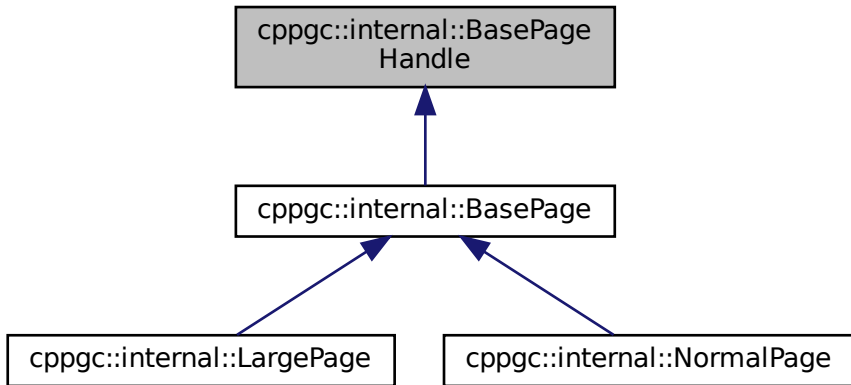 cppgc::internal::BasePage
Handle
cppgc::internal::BasePage
cppgc::internal::LargePage
cppgc::internal::NormalPage